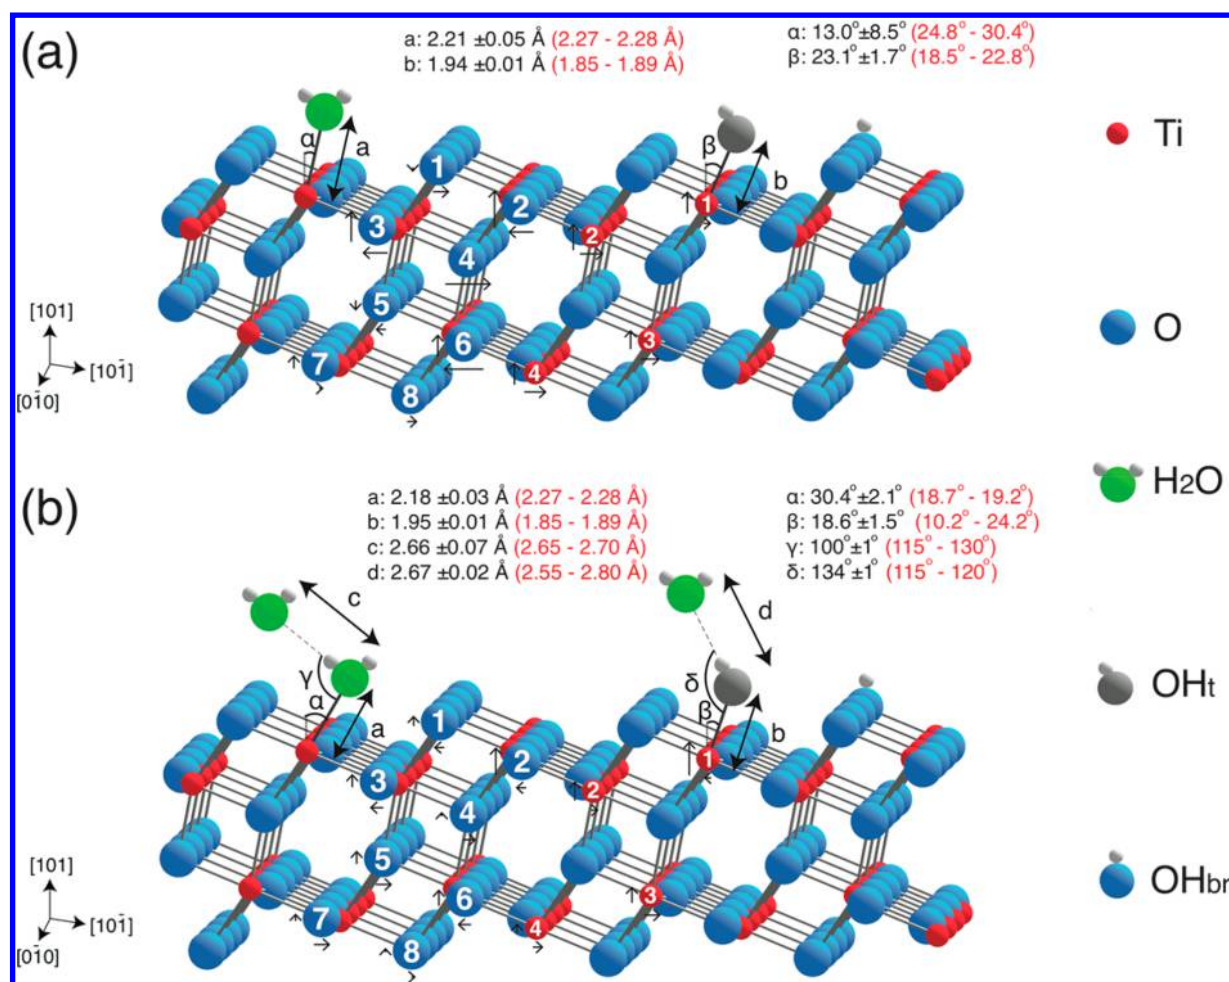 (a)
a: 2.21 ±0.05 Å (2.27 - 2.28 Å)
b: 1.94 ±0.01 Å (1.85 - 1.89 Å)
α: 13.0°±8.5° (24.8° - 30.4°)
β: 23.1°±1.7° (18.5° - 22.8°)
α a β b
1 2 3 4 5 6 7 8
1 2 3 4
[101]
[101̄]
[01̄0]
Ti
O
H2O
OHt
OHbr
(b)
a: 2.18 ±0.03 Å (2.27 - 2.28 Å)
b: 1.95 ±0.01 Å (1.85 - 1.89 Å)
c: 2.66 ±0.07 Å (2.65 - 2.70 Å)
d: 2.67 ±0.02 Å (2.55 - 2.80 Å)
α: 30.4°±2.1° (18.7° - 19.2°)
β: 18.6°±1.5° (10.2° - 24.2°)
γ: 100°±1° (115° - 130°)
δ: 134°±1° (115° - 120°)
c d
γ α a δ β b
1 2 3 4 5 6 7 8
1 2 3 4
[101]
[101̄]
[01̄0]